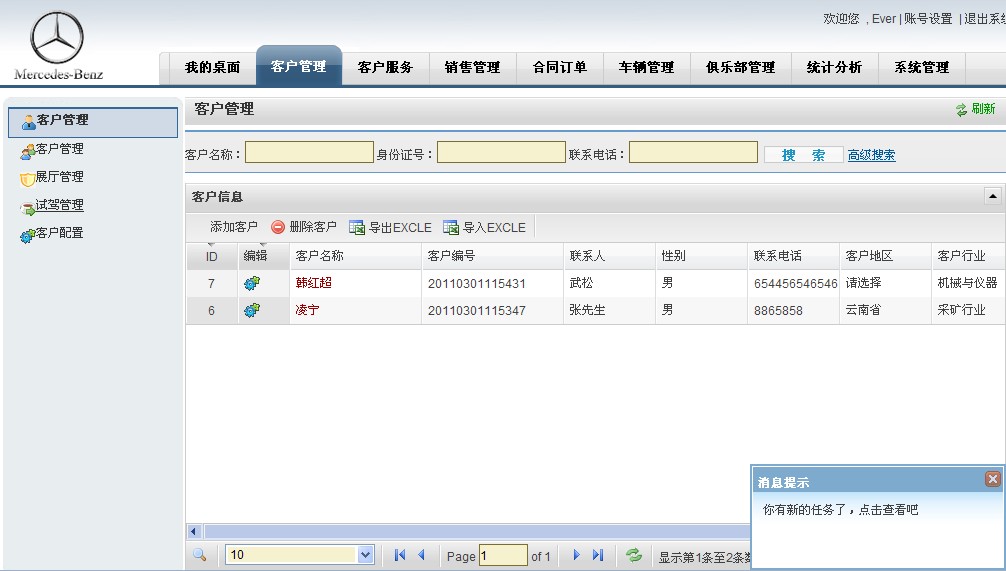 欢迎您 , Ever | 账号设置 | 退出系统
Mercedes-Benz
我的桌面 客户管理 客户服务 销售管理 合同订单 车辆管理 俱乐部管理 统计分析 系统管理
客户管理
客户管理
展厅管理
试驾管理
客户配置
客户管理 刷新
客户名称： 身份证号： 联系电话： 搜 索 高级搜索
客户信息
添加客户 删除客户 导出EXCLE 导入EXCLE
ID 编辑 客户名称 客户编号 联系人 性别 联系电话 客户地区 客户行业
7 韩红超 20110301115431 武松 男 654456546546 请选择 机械与仪器
6 凌宁 20110301115347 张先生 男 8865858 云南省 采矿行业
消息提示
你有新的任务了，点击查看吧
10 Page 1 of 1 显示第1条至2条数